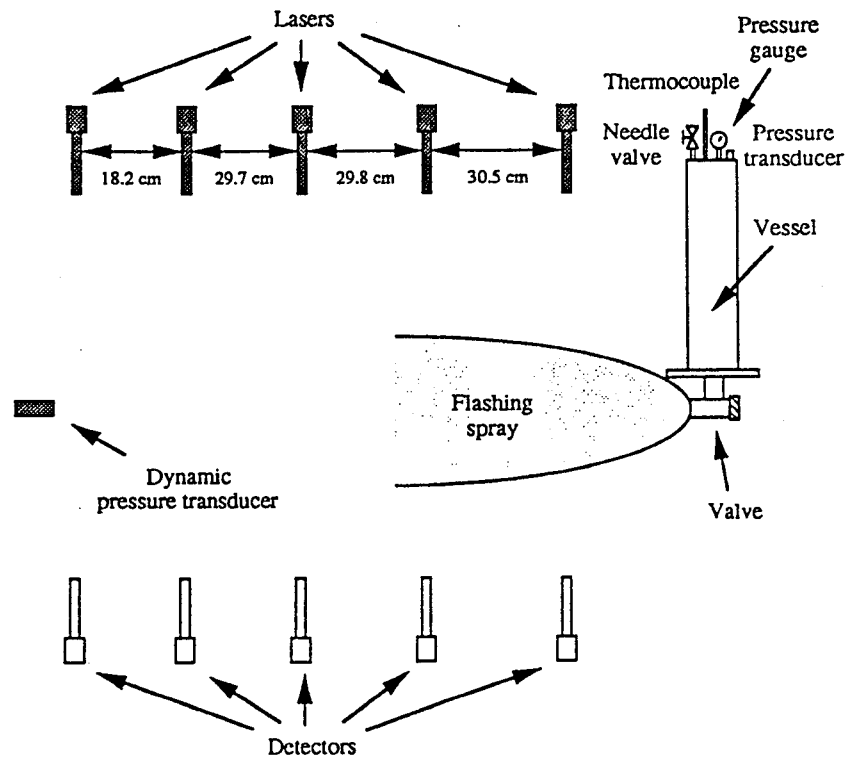 Lasers
Pressure
gauge
Thermocouple
Needle
valve
Pressure
transducer
18.2 cm
29.7 cm
29.8 cm
30.5 cm
Vessel
Flashing
spray
Dynamic
pressure transducer
Valve
Detectors